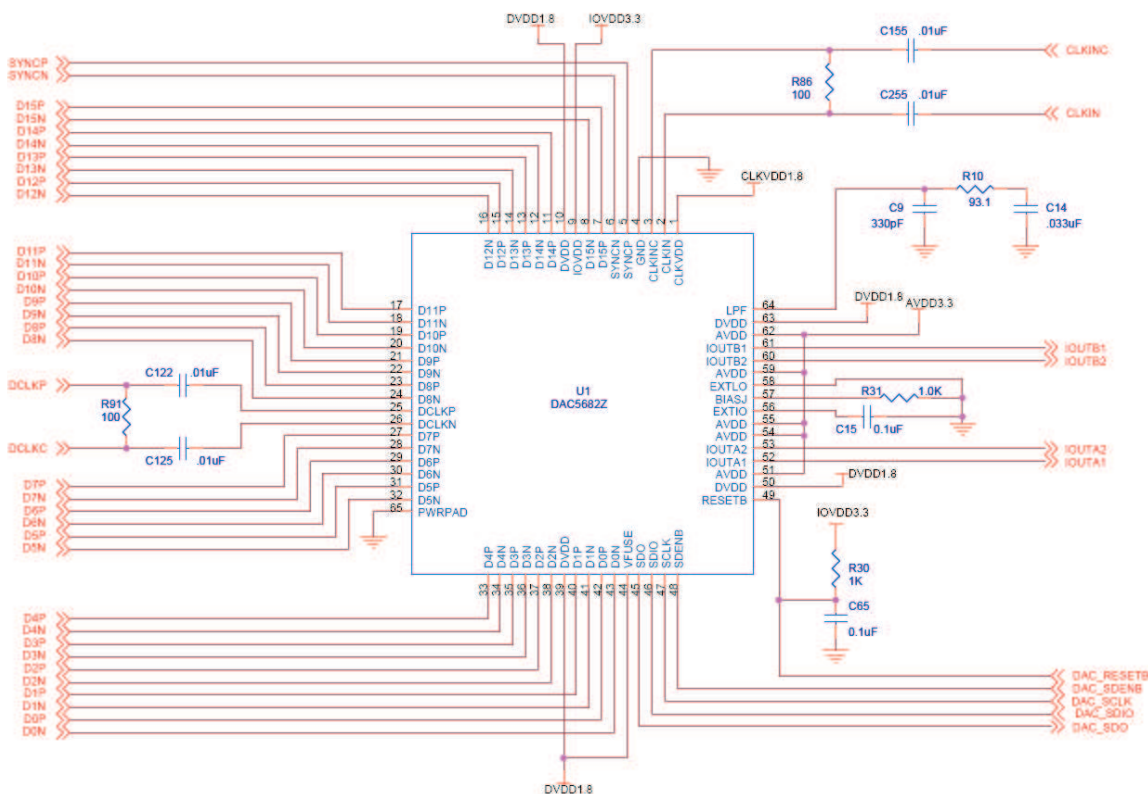 DVDD1.8
IOVDD3.3
C155 .01uF
CLKINC
SYNCP
SYNCN
R86
100
C255 .01uF
CLKIN
D15P
D15N
D14P
D14N
D13P
D13N
D12P
D12N
CLKVDD1.8
R10
93.1
C9
330pF
C14
.033uF
16
15
14
13
12
11
10
9
8
7
6
5
4
3
2
1
D12N
D12P
D13N
D13P
D14N
D14P
DVDD
IOVDD
D15N
D15P
SYNCN
SYNCP
GND
CLKINC
CLKIN
CLKVDD
D11P
D11N
D10P
D10N
D9P
D9N
D8P
D8N
DCLKP
C122 .01uF
R91
100
DCLKC
C125 .01uF
D7P
D7N
D6P
D6N
D5P
D5N
17 D11P
18 D11N
19 D10P
20 D10N
21 D9P
22 D9N
23 D8P
24 D8N
25 DCLKP
26 DCLKN
27 D7P
28 D7N
29 D6P
30 D6N
31 D5P
32 D5N
65 PWRPAD
U1
DAC5682Z
LPF 64
DVDD 63
AVDD 62
IOUTB1 61
IOUTB2 60
AVDD 59
EXTLO 58
BIASJ 57
EXTIO 56
AVDD 55
AVDD 54
IOUTA2 53
IOUTA1 52
AVDD 51
DVDD 50
RESETB 49
DVDD1.8
AVDD3.3
IOUTB1
IOUTB2
R31 1.0K
C15 0.1uF
IOUTA2
IOUTA1
DVDD1.8
IOVDD3.3
R30
1K
C65
0.1uF
D4P
D4N
D3P
D3N
D2P
D2N
DVDD
D1P
D1N
D0P
D0N
VFUSE
SDO
SDIO
SCLK
SDENB
33
34
35
36
37
38
39
40
41
42
43
44
45
46
47
48
D4P
D4N
D3P
D3N
D2P
D2N
D1P
D1N
D0P
D0N
DAC_RESETB
DAC_SDENB
DAC_SCLK
DAC_SDIO
DAC_SDO
DVDD1.8